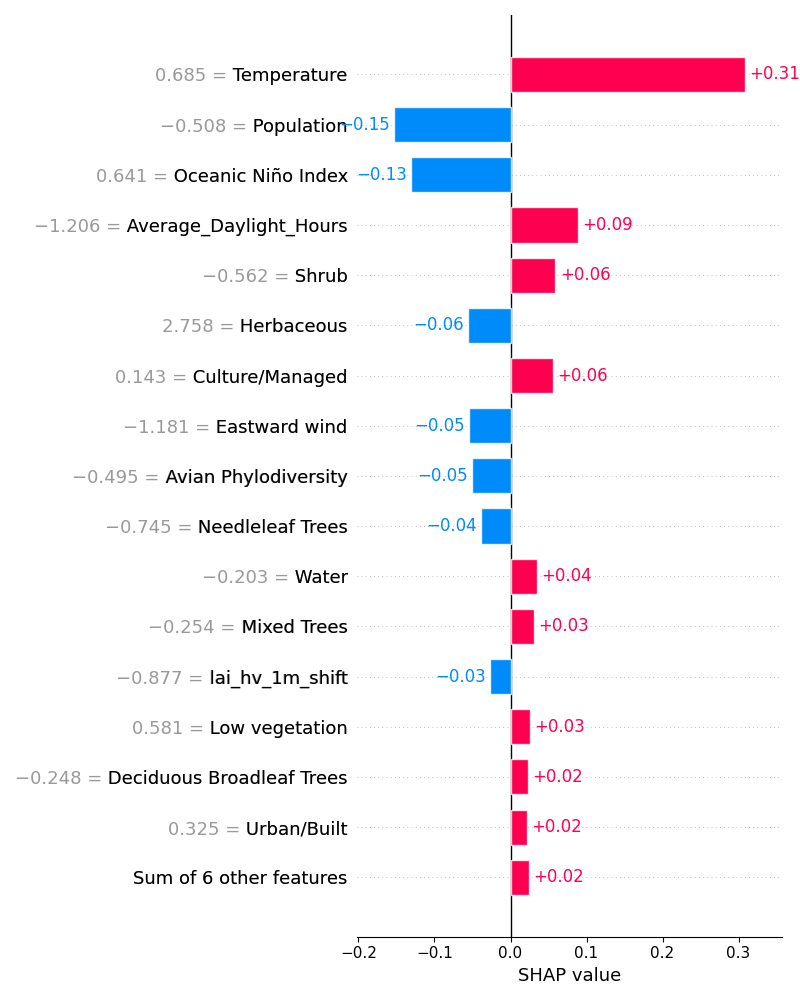 0.685 = Temperature +0.31
−0.508 = Population −0.15
0.641 = Oceanic Niño Index −0.13
−1.206 = Average_Daylight_Hours +0.09
−0.562 = Shrub +0.06
2.758 = Herbaceous −0.06
0.143 = Culture/Managed +0.06
−1.181 = Eastward wind −0.05
−0.495 = Avian Phylodiversity −0.05
−0.745 = Needleleaf Trees −0.04
−0.203 = Water +0.04
−0.254 = Mixed Trees +0.03
−0.877 = lai_hv_1m_shift −0.03
0.581 = Low vegetation +0.03
−0.248 = Deciduous Broadleaf Trees +0.02
0.325 = Urban/Built +0.02
Sum of 6 other features +0.02
−0.2 −0.1 0.0 0.1 0.2 0.3
SHAP value